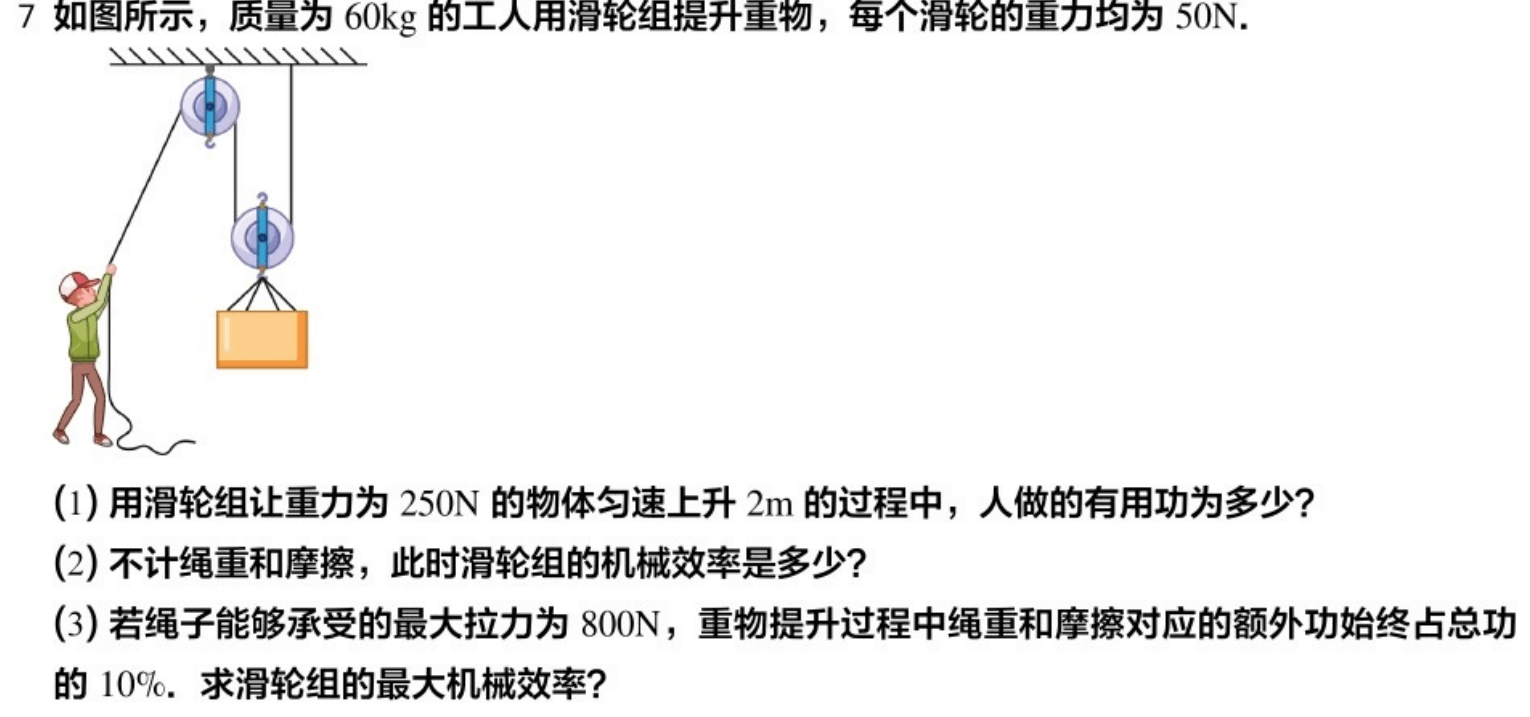 7 如图所示，质量为 60kg 的工人用滑轮组提升重物，每个滑轮的重力均为 50N．
(1) 用滑轮组让重力为 250N 的物体匀速上升 2m 的过程中，人做的有用功为多少？
(2) 不计绳重和摩擦，此时滑轮组的机械效率是多少？
(3) 若绳子能够承受的最大拉力为 800N，重物提升过程中绳重和摩擦对应的额外功始终占总功
的 10%．求滑轮组的最大机械效率？